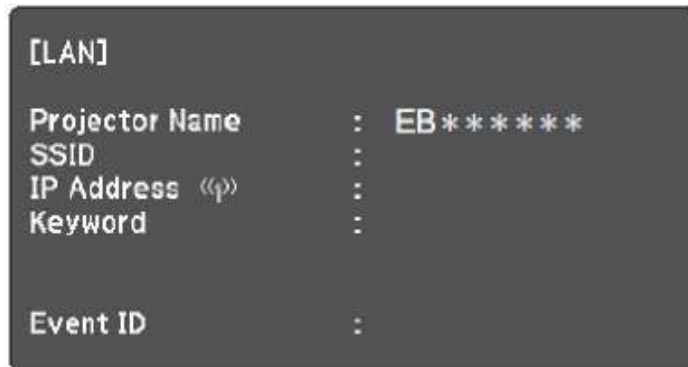 [LAN]
Projector Name : EB******
SSID :
IP Address :
Keyword :
Event ID :